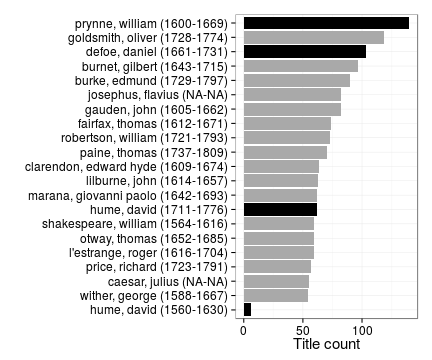 prynne, william (1600-1669)
goldsmith, oliver (1728-1774)
defoe, daniel (1661-1731)
burnet, gilbert (1643-1715)
burke, edmund (1729-1797)
josephus, flavius (NA-NA)
gauden, john (1605-1662)
fairfax, thomas (1612-1671)
robertson, william (1721-1793)
paine, thomas (1737-1809)
clarendon, edward hyde (1609-1674)
lilburne, john (1614-1657)
marana, giovanni paolo (1642-1693)
hume, david (1711-1776)
shakespeare, william (1564-1616)
otway, thomas (1652-1685)
l'estrange, roger (1616-1704)
price, richard (1723-1791)
caesar, julius (NA-NA)
wither, george (1588-1667)
hume, david (1560-1630)
0 50 100
Title count